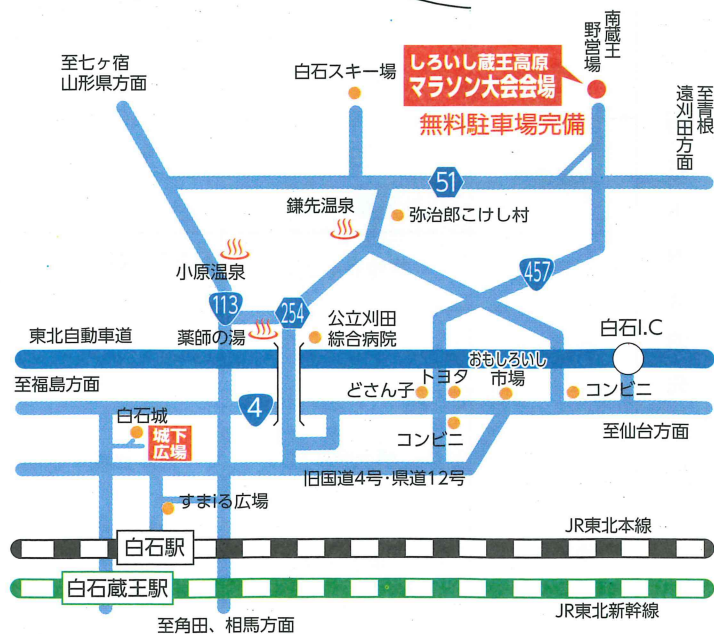 南蔵王
野営場
しろいし蔵王高原
マラソン大会会場
無料駐車場完備
至七ヶ宿
山形県方面
白石スキー場
至青根
遠刈田方面
51
鎌先温泉
弥治郎こけし村
小原温泉
457
113
254
薬師の湯
公立刈田
綜合病院
東北自動車道
白石I.C
至福島方面
おもしろいし
市場
トヨタ
どさん子
コンビニ
4
白石城
城下
広場
コンビニ
至仙台方面
旧国道4号・県道12号
すまiる広場
JR東北本線
白石駅
白石蔵王駅
JR東北新幹線
至角田、相馬方面